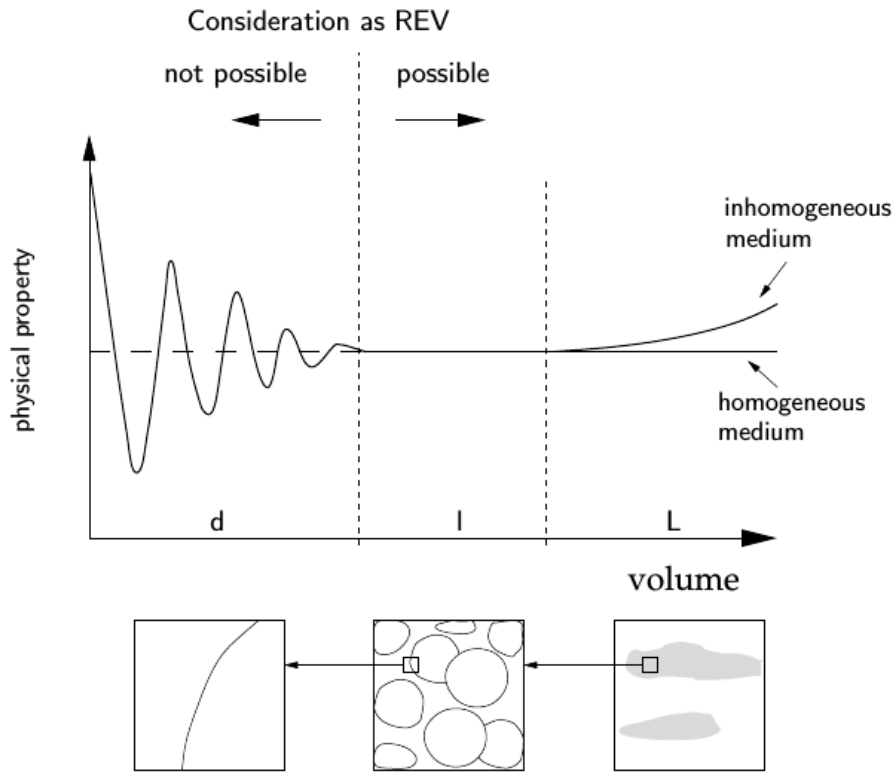 Consideration as REV
not possible
possible
inhomogeneous
medium
physical property
homogeneous
medium
d
l
L
volume